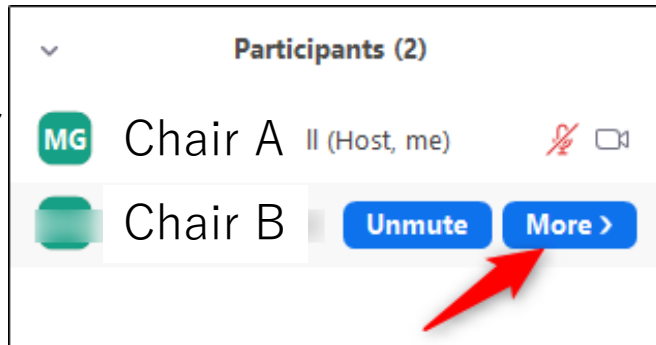 Participants (2)
MG Chair A ll (Host, me)
Chair B Unmute More >